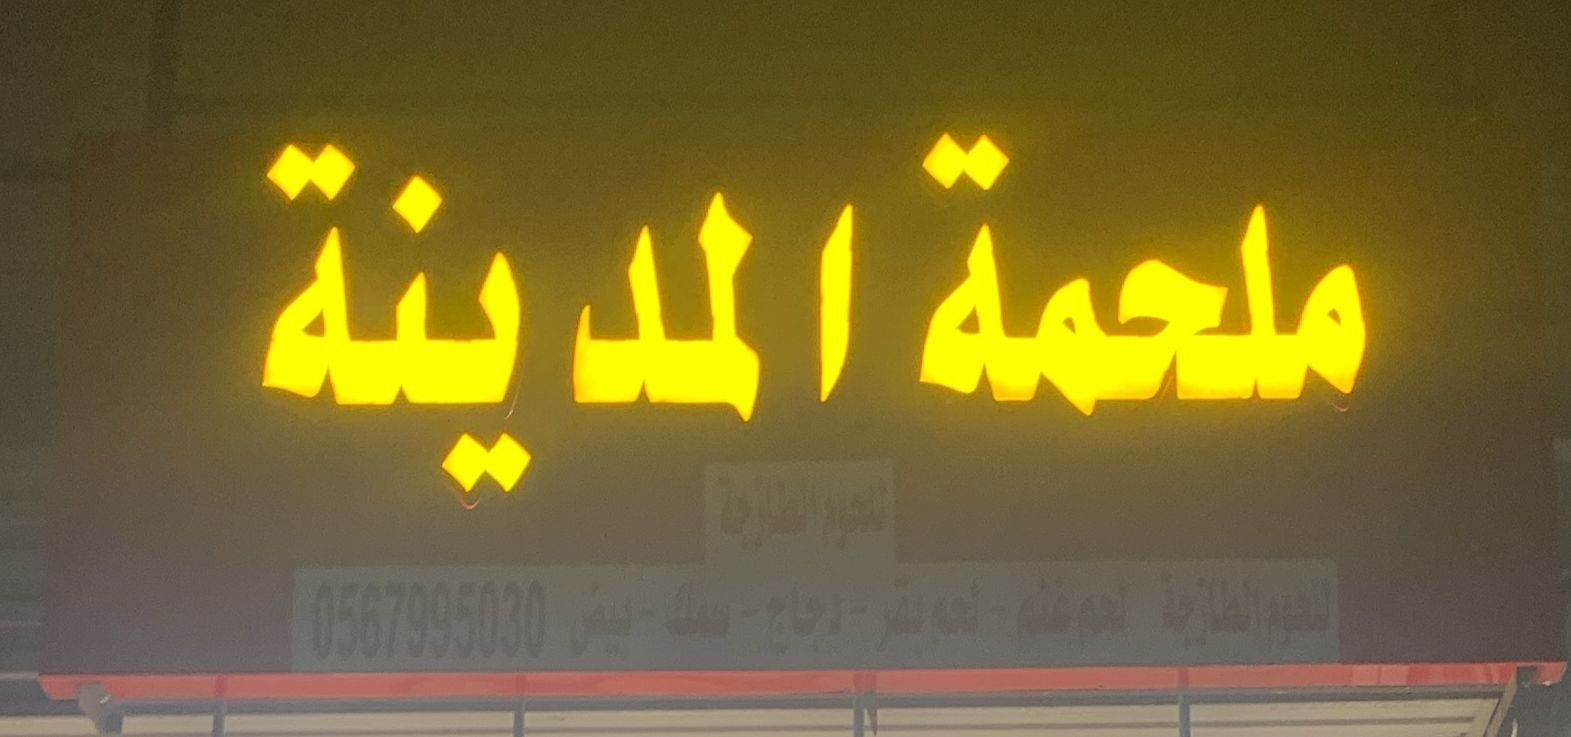 ملحمة المدينة
للحوم الطازجة
للحوم الطازجة لحم غنم - لحم بقر - دجاج - سمك - بيض 0567995030